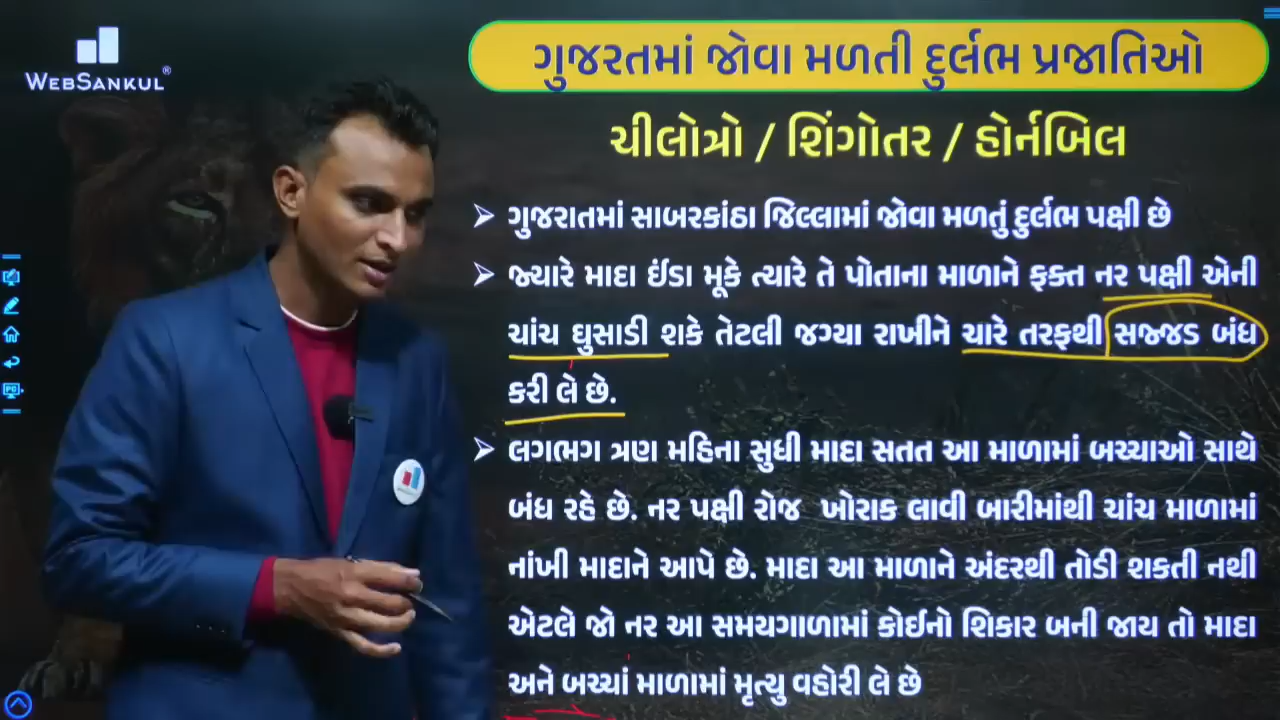 WEBSANKUL®
ગુજરતમાં જોવા મળતી દુર્લભ પ્રજાતિઓ
ચીલોત્રો / શિંગોતર / હોર્નબિલ
➢ ગુજરાતમાં સાબરકાંઠા જિલ્લામાં જોવા મળતું દુર્લભ પક્ષી છે
➢ જ્યારે માદા ઈંડા મૂકે ત્યારે તે પોતાના માળાને ફક્ત નર પક્ષી એની
ચાંચ ઘુસાડી શકે તેટલી જગ્યા રાખીને ચારે તરફથી સજ્જડ બંધ
કરી લે છે.
➢ લગભગ ત્રણ મહિના સુધી માદા સતત આ માળામાં બચ્ચાઓ સાથે
બંધ રહે છે. નર પક્ષી રોજ ખોરાક લાવી બારીમાંથી ચાંચ માળામાં
નાંખી માદાને આપે છે. માદા આ માળાને અંદરથી તોડી શકતી નથી
એટલે જો નર આ સમયગાળામાં કોઈનો શિકાર બની જાય તો માદા
અને બચ્ચાં માળામાં મૃત્યુ વહોરી લે છે
PC